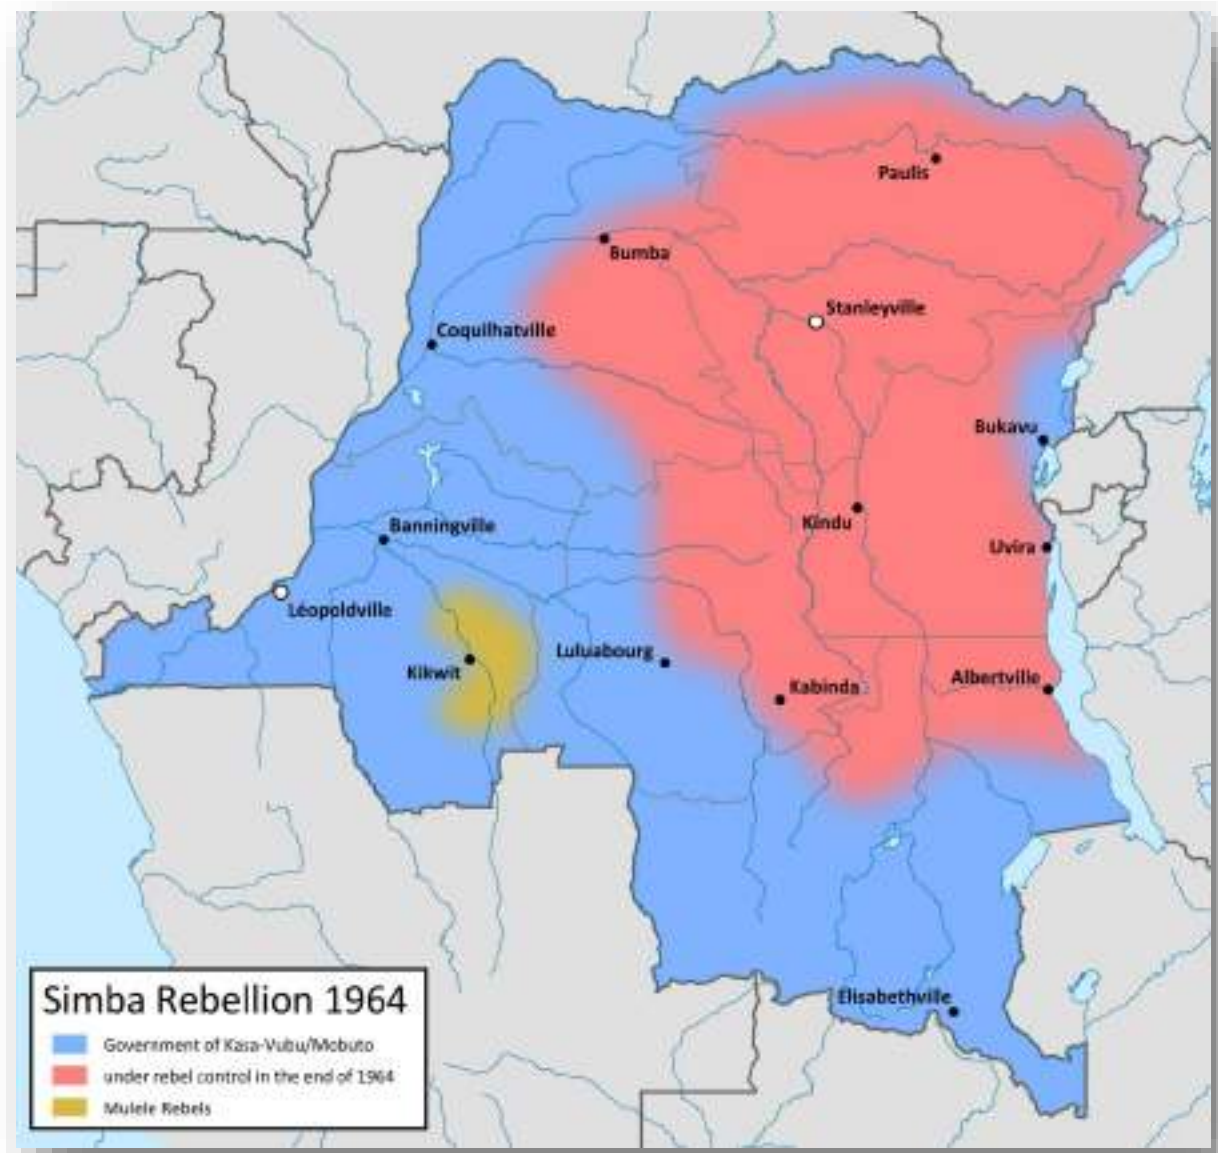 Paulis
Bumba
Stanleyville
Coquilhatville
Bukavu
Kindu
Banningville
Uvira
Léopoldville
Luluabourg
Kikwit
Kabinda
Albertville
Elisabethville
Simba Rebellion 1964
Government of Kasa-Vubu/Mobuto
under rebel control in the end of 1964
Mulele Rebels